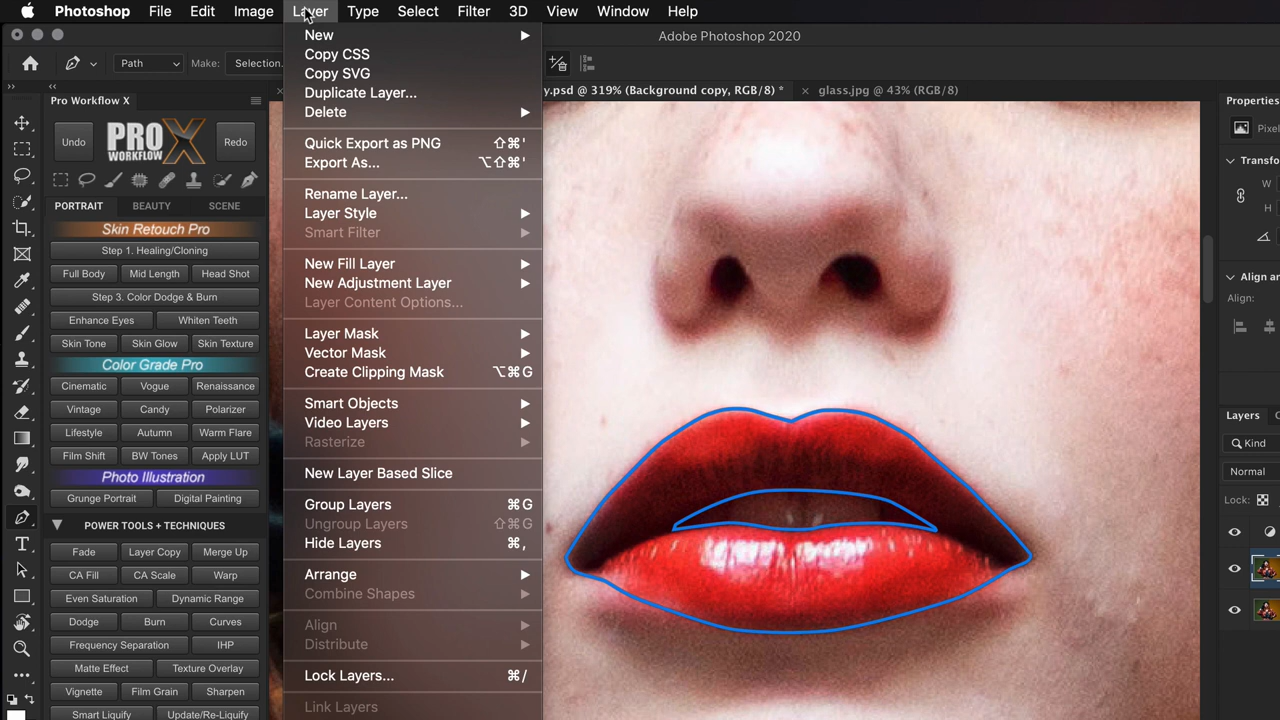 Photoshop File Edit Image Layer Type Select Filter 3D View Window Help
Adobe Photoshop 2020
Path Make: Selection.
y.psd @ 319% (Background copy, RGB/8) * × glass.jpg @ 43% (RGB/8)
Pro Workflow X
Undo PRO WORKFLOW X Redo
PORTRAIT BEAUTY SCENE
Skin Retouch Pro
Step 1. Healing/Cloning
Full Body Mid Length Head Shot
Step 3. Color Dodge & Burn
Enhance Eyes Whiten Teeth
Skin Tone Skin Glow Skin Texture
Color Grade Pro
Cinematic Vogue Renaissance
Vintage Candy Polarizer
Lifestyle Autumn Warm Flare
Film Shift BW Tones Apply LUT
Photo Illustration
Grunge Portrait Digital Painting
POWER TOOLS + TECHNIQUES
Fade Layer Copy Merge Up
CA Fill CA Scale Warp
Even Saturation Dynamic Range
Dodge Burn Curves
Frequency Separation IHP
Matte Effect Texture Overlay
Vignette Film Grain Sharpen
Smart Liquify Update/Re-Liquify
New
Copy CSS
Copy SVG
Duplicate Layer...
Delete
Quick Export as PNG ⇧⌘'
Export As... ⌥⇧⌘'
Rename Layer...
Layer Style
Smart Filter
New Fill Layer
New Adjustment Layer
Layer Content Options...
Layer Mask
Vector Mask
Create Clipping Mask ⌥⌘G
Smart Objects
Video Layers
Rasterize
New Layer Based Slice
Group Layers ⌘G
Ungroup Layers ⇧⌘G
Hide Layers ⌘,
Arrange
Combine Shapes
Align
Distribute
Lock Layers... ⌘/
Link Layers
Properties
Pixel
Transfo
W
H
Align an
Align:
Layers C
Kind
Normal
Lock: